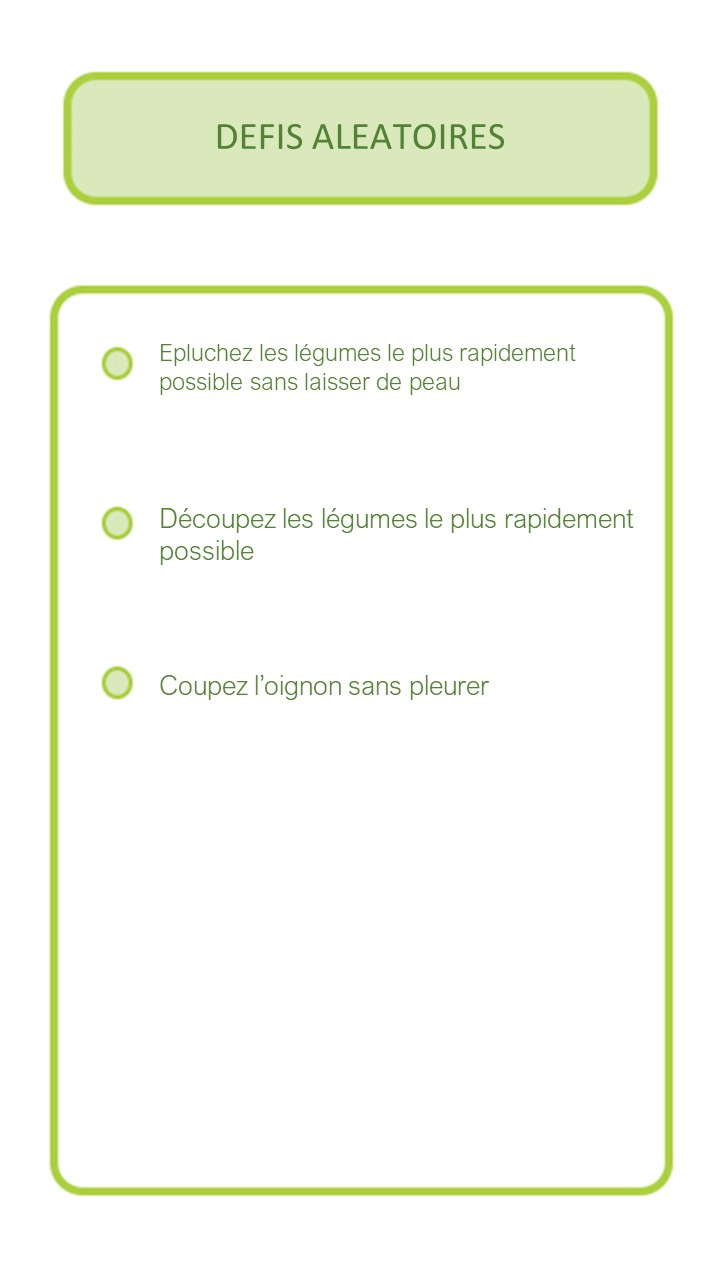 DEFIS ALEATOIRES
Epluchez les légumes le plus rapidement
possible sans laisser de peau
Découpez les légumes le plus rapidement
possible
Coupez l’oignon sans pleurer